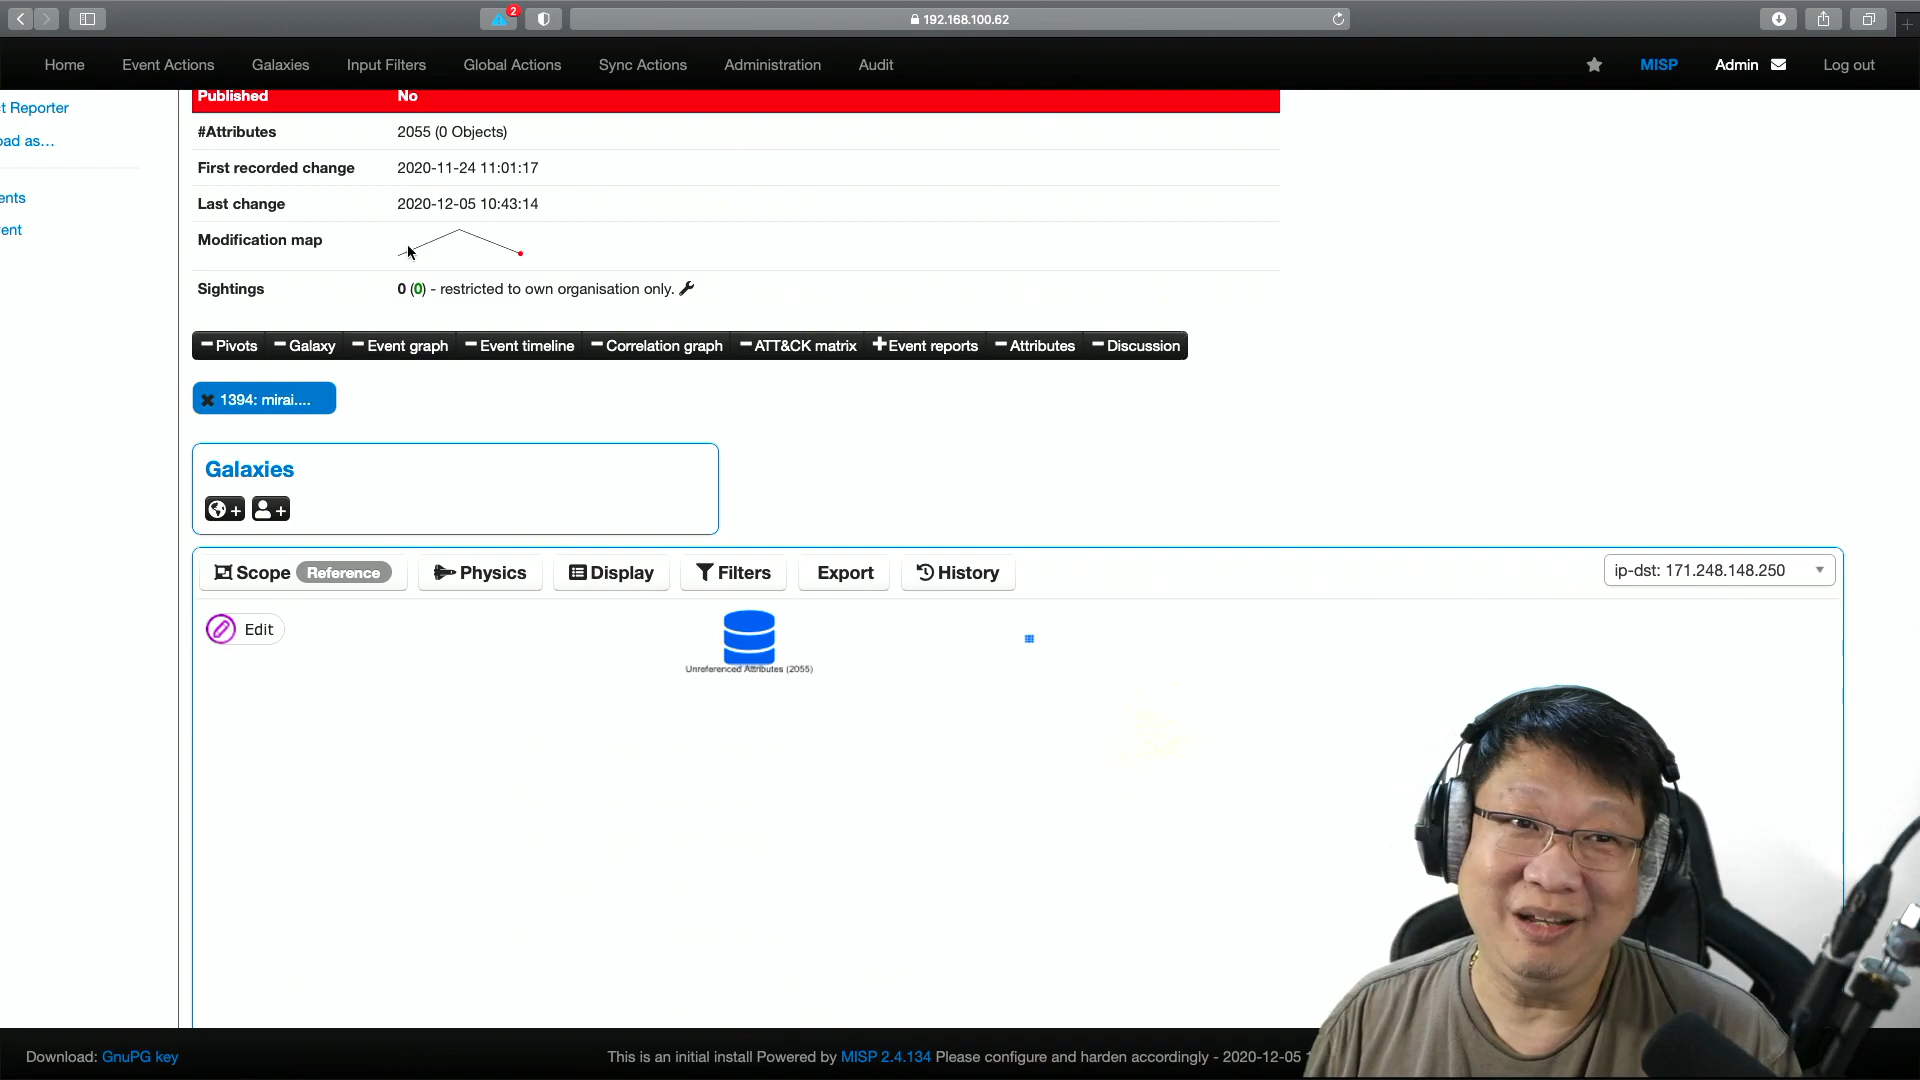 2
192.168.100.62
Home Event Actions Galaxies Input Filters Global Actions Sync Actions Administration Audit MISP Admin Log out
t Reporter
oad as…
ents
ent
Published No
#Attributes 2055 (0 Objects)
First recorded change 2020-11-24 11:01:17
Last change 2020-12-05 10:43:14
Modification map
Sightings 0 (0) - restricted to own organisation only.
Pivots Galaxy Event graph Event timeline Correlation graph ATT&CK matrix Event reports Attributes Discussion
1394: mirai....
Galaxies
+ +
Scope Reference Physics Display Filters Export History ip-dst: 171.248.148.250
Edit
Unreferenced Attributes (2055)
Download: GnuPG key This is an initial install Powered by MISP 2.4.134 Please configure and harden accordingly - 2020-12-05 1